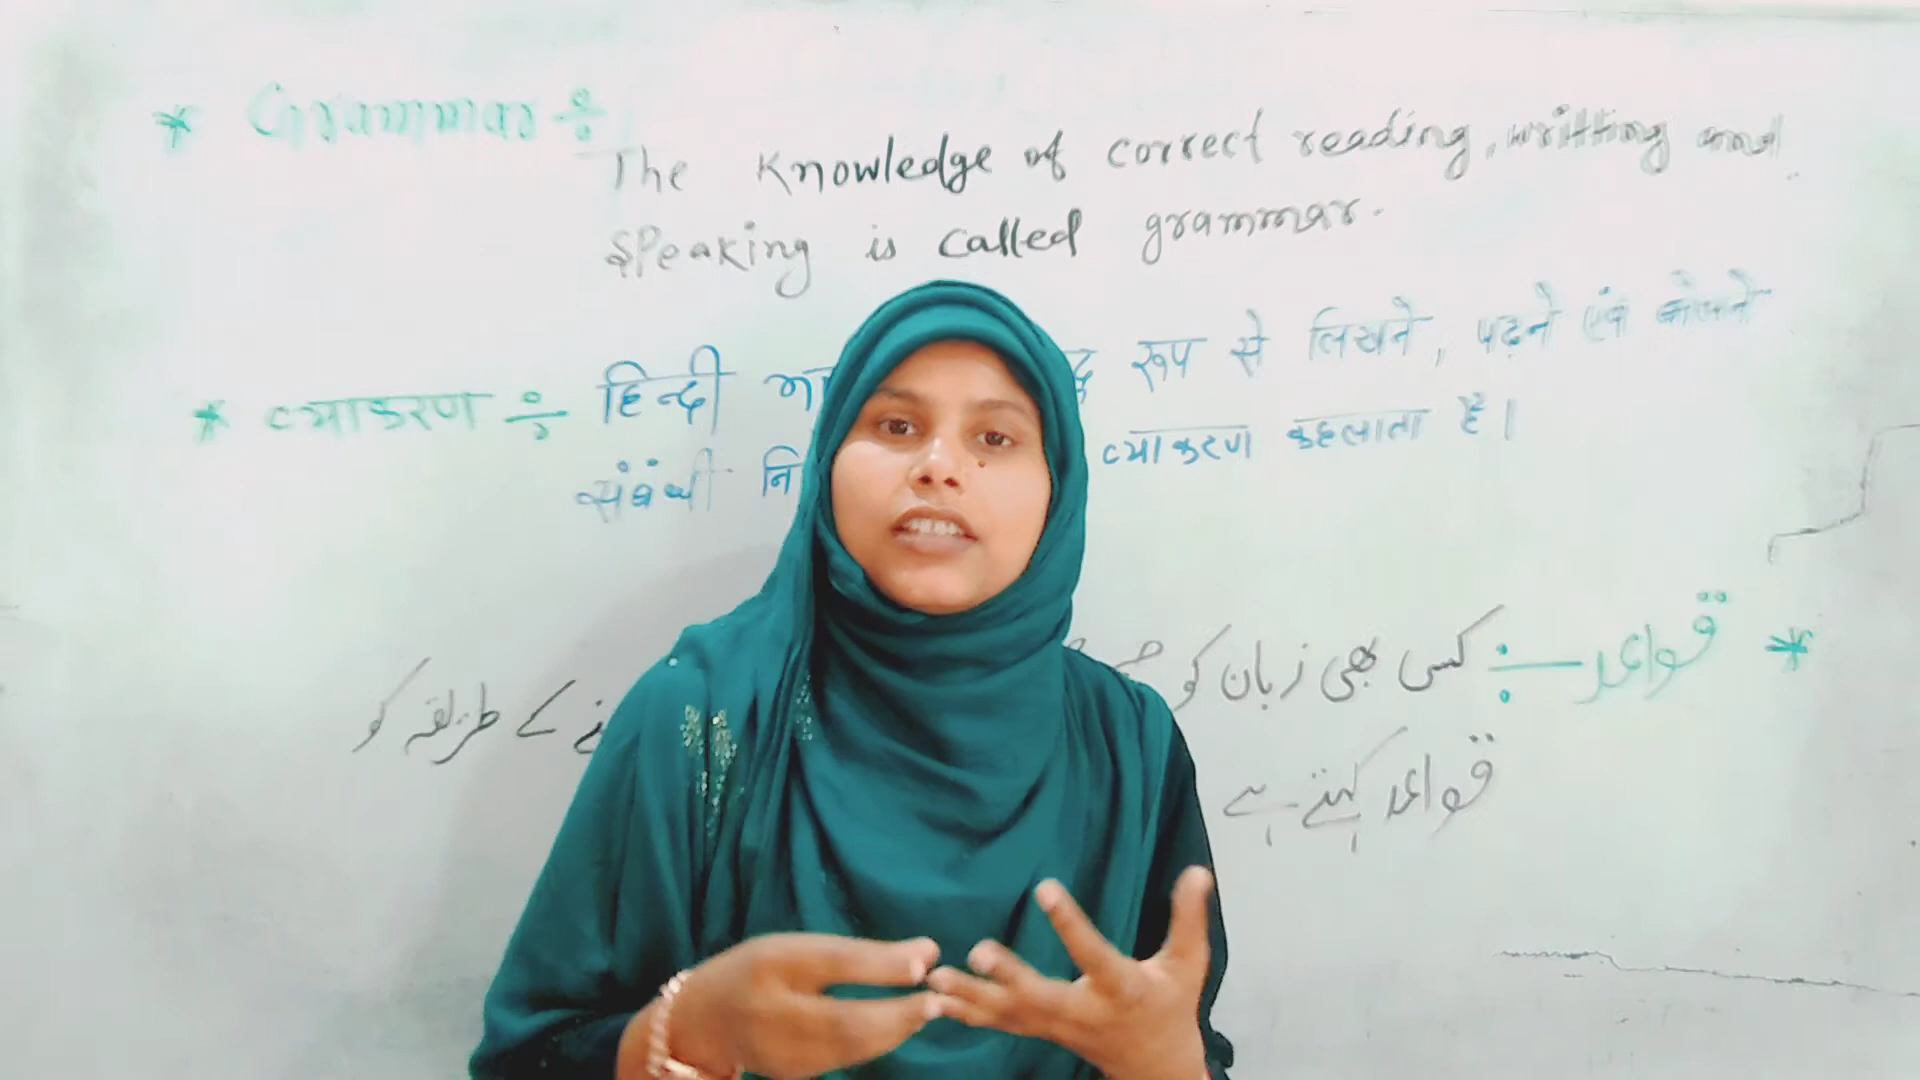 * Grammar ÷
The Knowledge of correct reading, writting and
speaking is called grammar.
* व्याकरण ÷ हिन्दी रूप से लिखने, पढ़ने एवं बोलने
संबंधी व्याकरण कहलाता है।
* قواعد ÷ کسی بھی زبان کو کے طریقہ کو
قواعد کہتے ہے